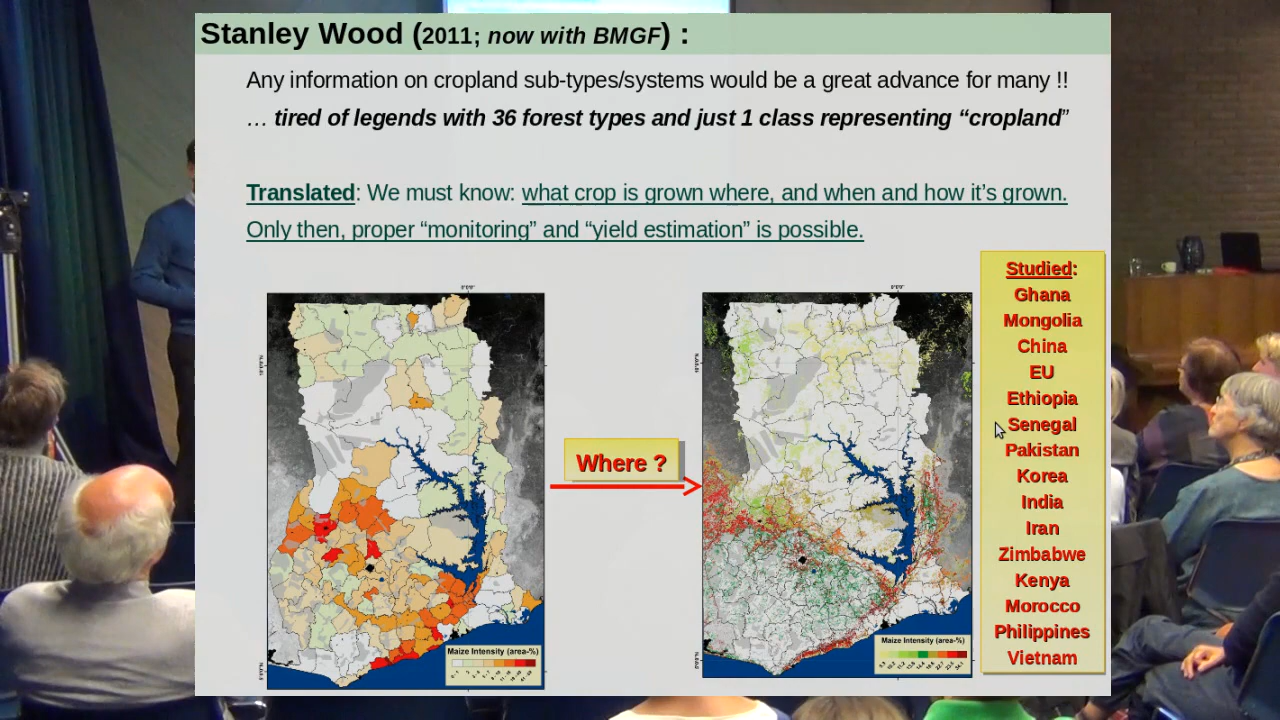 Stanley Wood (2011; now with BMGF) :
Any information on cropland sub-types/systems would be a great advance for many !!
… tired of legends with 36 forest types and just 1 class representing “cropland”
Translated: We must know: what crop is grown where, and when and how it’s grown.
Only then, proper “monitoring” and “yield estimation” is possible.
Where ?
Maize Intensity (area-%)
Maize Intensity (area-%)
Studied:
Ghana
Mongolia
China
EU
Ethiopia
Senegal
Pakistan
Korea
India
Iran
Zimbabwe
Kenya
Morocco
Philippines
Vietnam